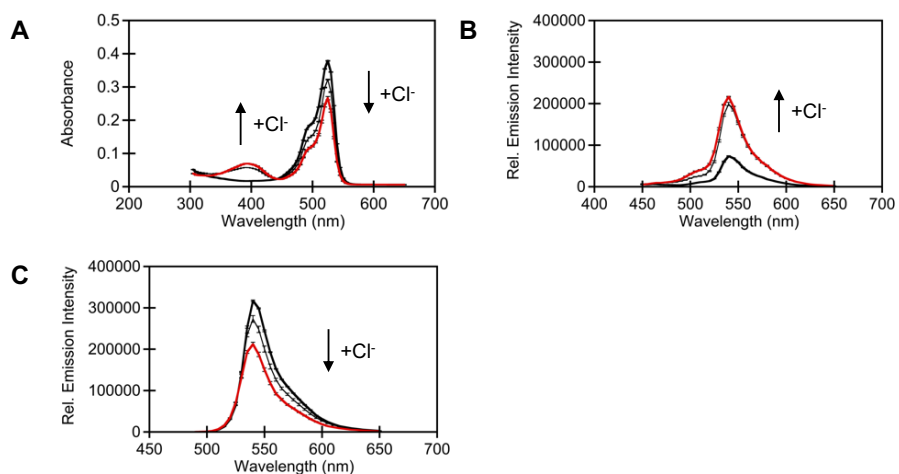 A
Absorbance
0.5
0.4
0.3
0.2
0.1
0
+Cl-
+Cl-
200 300 400 500 600 700
Wavelength (nm)
B
Rel. Emission Intensity
400000
300000
200000
100000
0
+Cl-
400 450 500 550 600 650 700
Wavelength (nm)
C
Rel. Emission Intensity
400000
300000
200000
100000
0
+Cl-
450 500 550 600 650 700
Wavelength (nm)